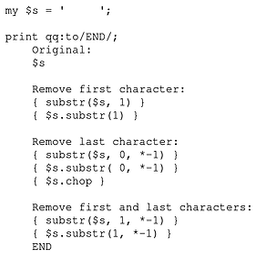 my $s = '     ';
print qq:to/END/;
Original:
$s
Remove first character:
{ substr($s, 1) }
{ $s.substr(1) }
Remove last character:
{ substr($s, 0, *-1) }
{ $s.substr( 0, *-1) }
{ $s.chop }
Remove first and last characters:
{ substr($s, 1, *-1) }
{ $s.substr(1, *-1) }
END